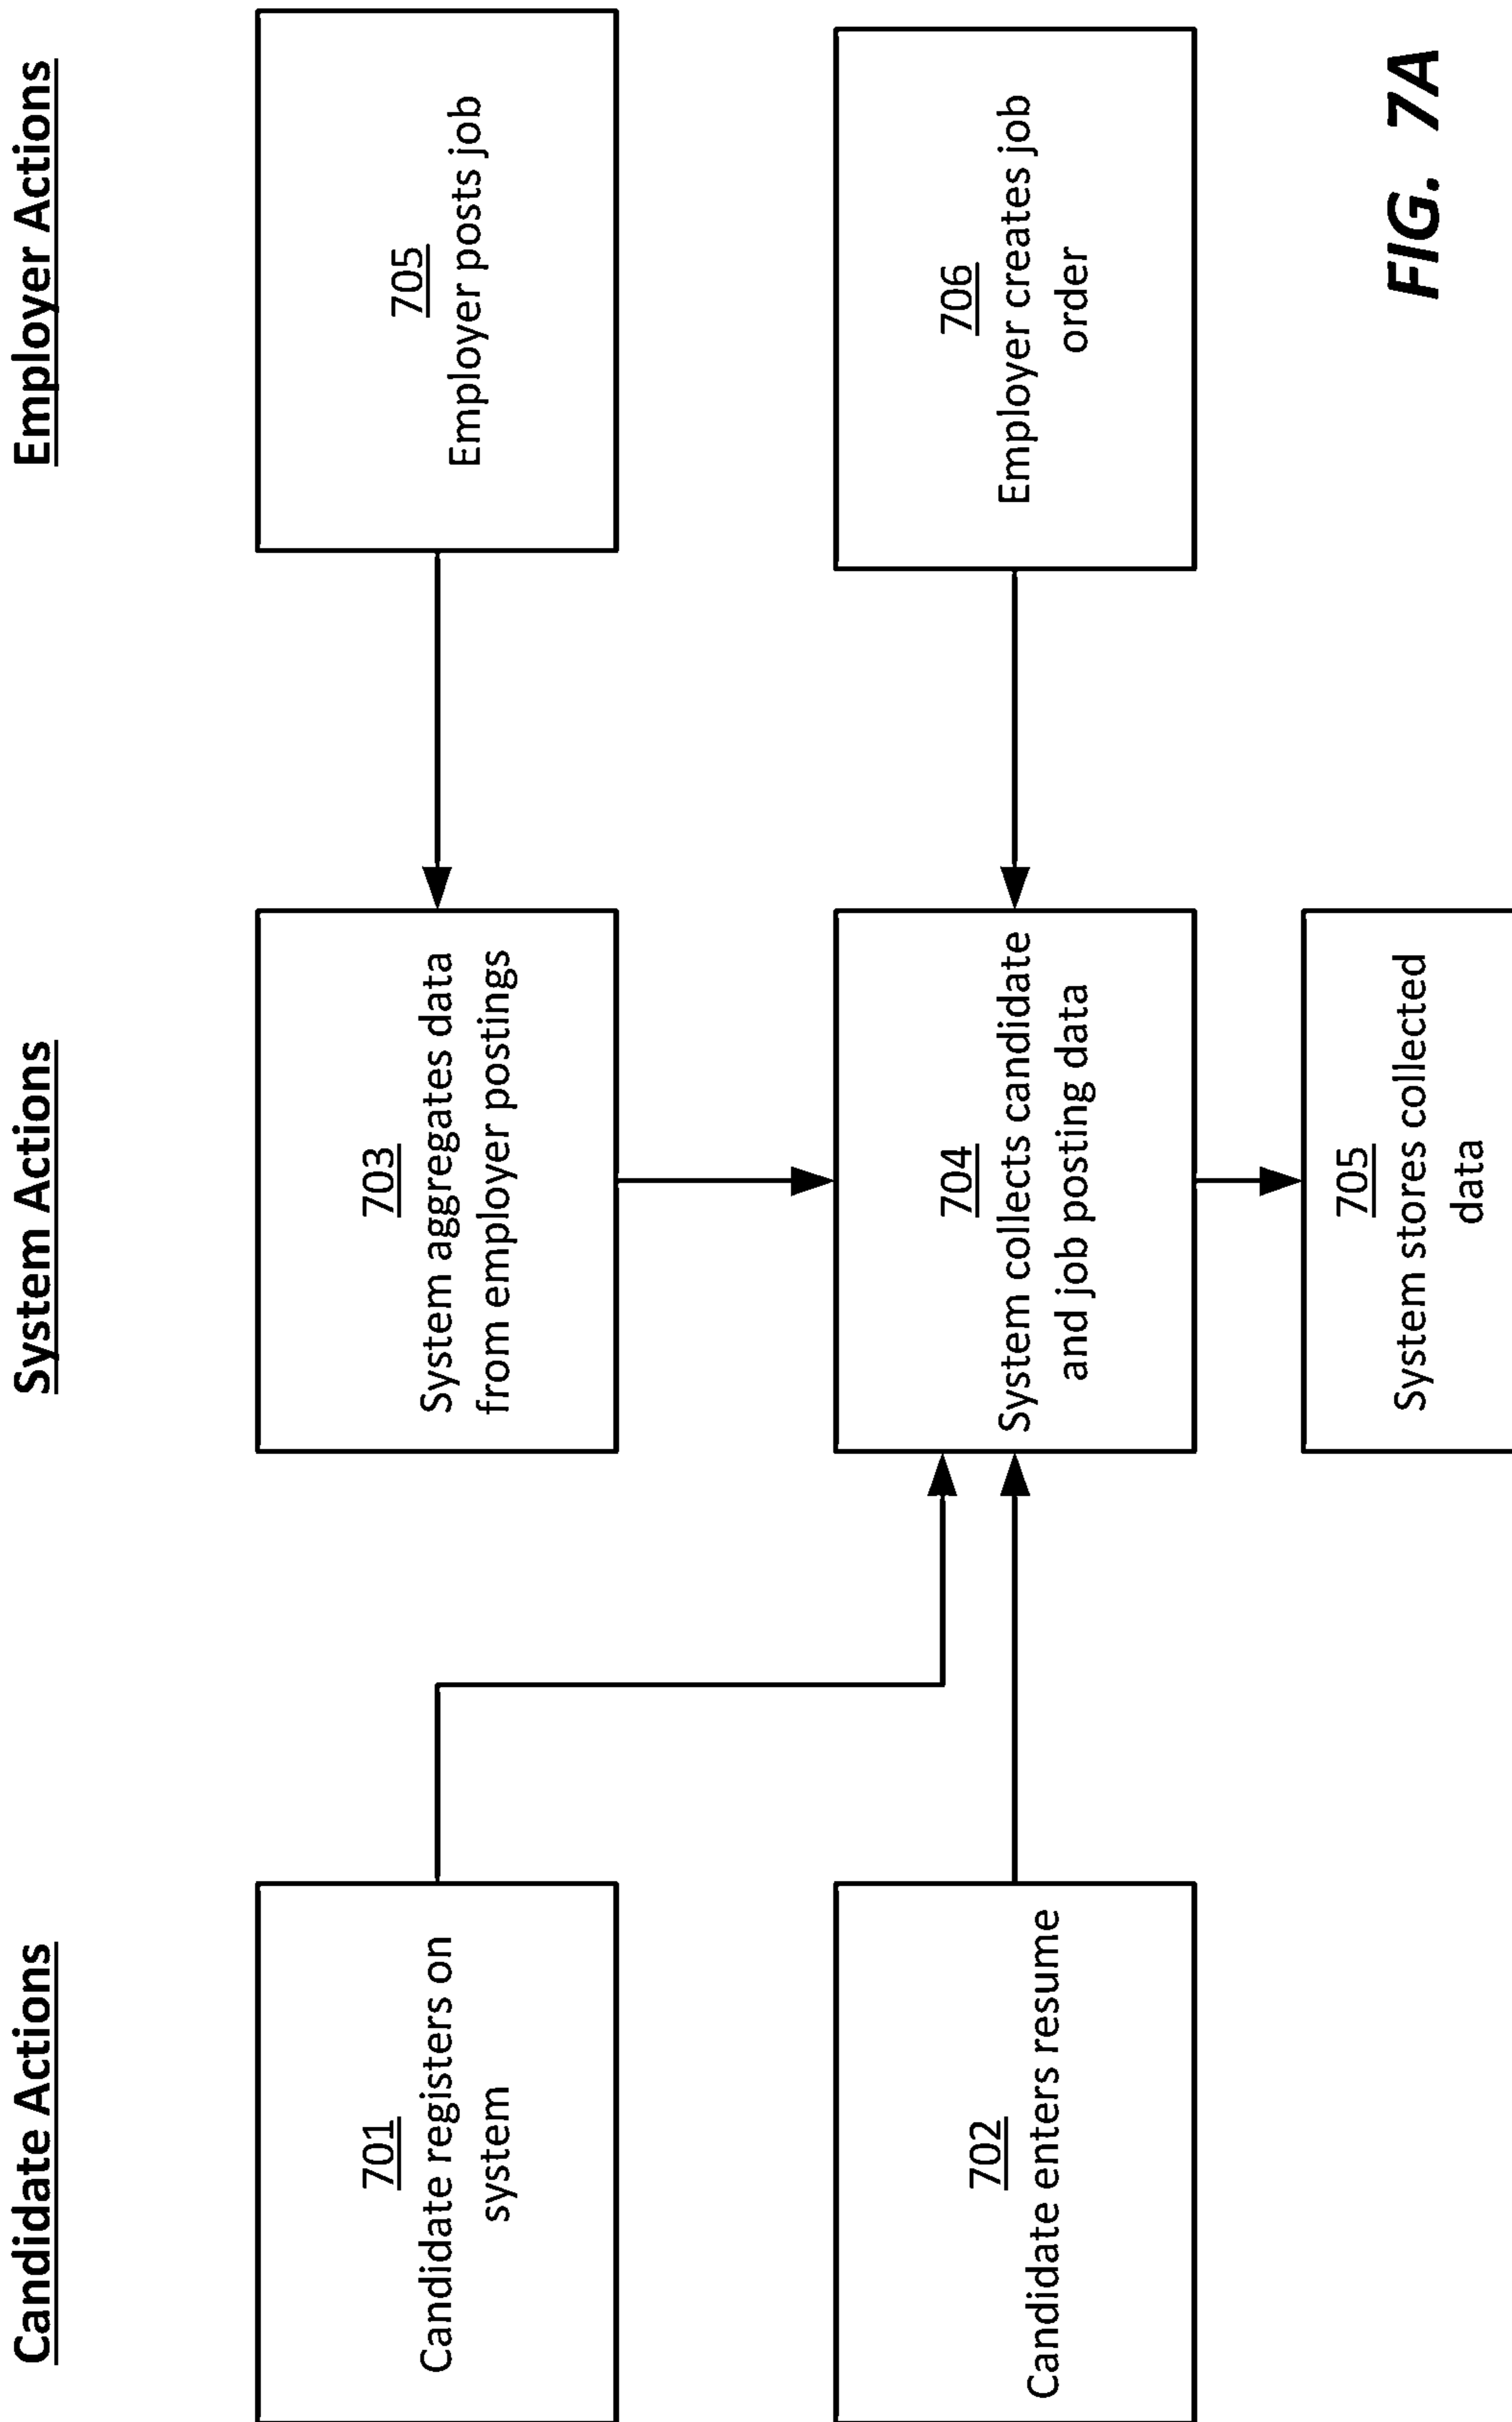 Candidate Actions
System Actions
Employer Actions
701
Candidate registers on
system
703
System aggregates data
from employer postings
705
Employer posts job
702
Candidate enters resume
704
System collects candidate
and job posting data
706
Employer creates job
order
705
System stores collected
data
FIG. 7A